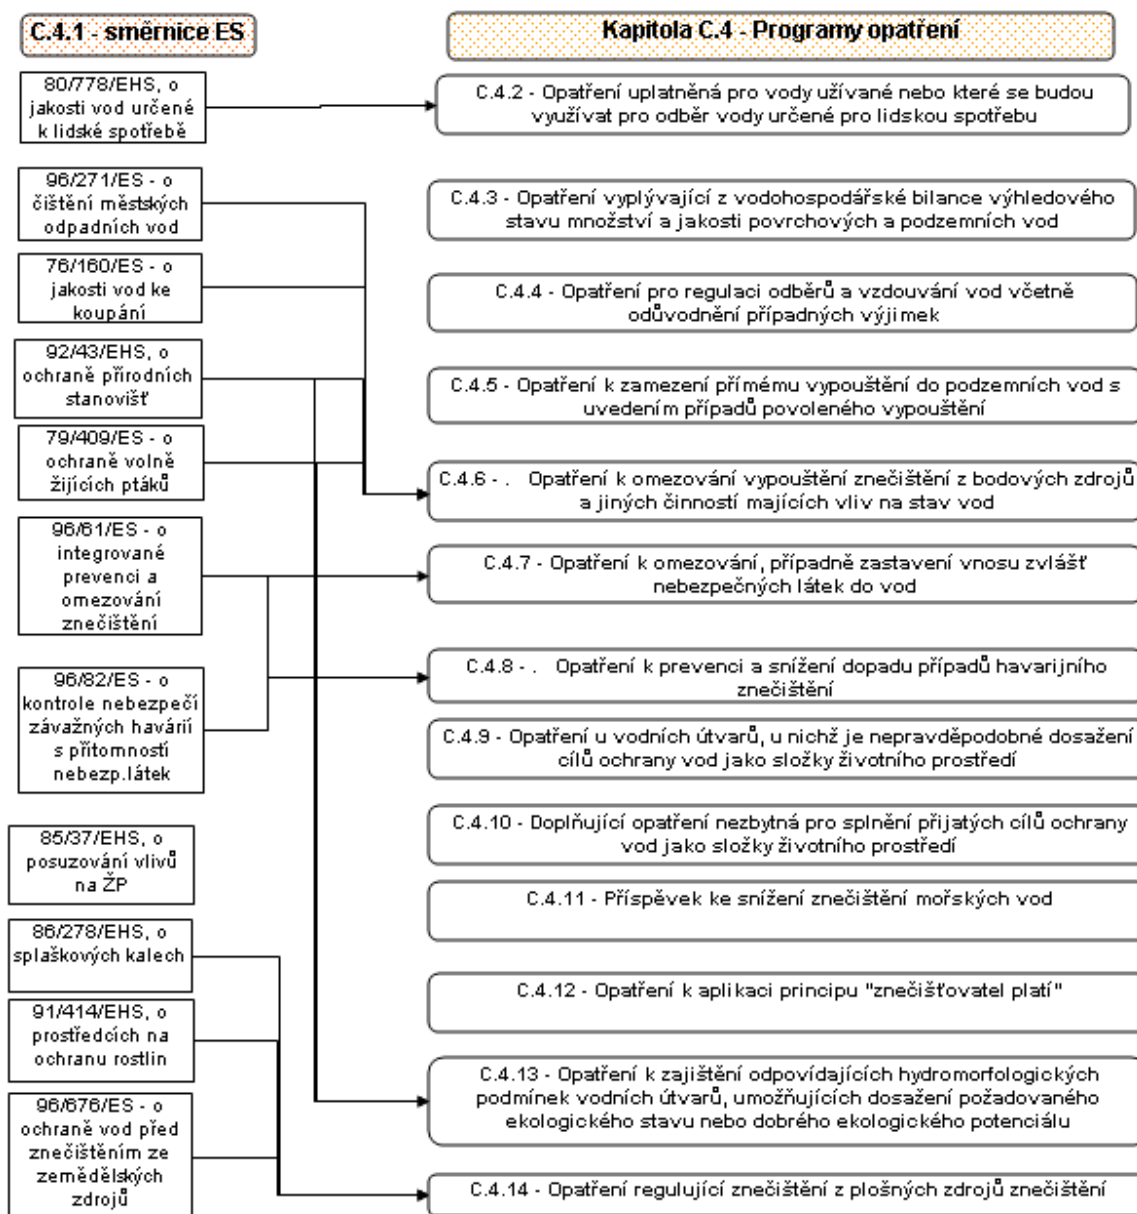 C.4.1 - směrnice ES
Kapitola C.4 - Programy opatření
80/778/EHS, o
jakosti vod určené
k lidské spotřebě
C.4.2 - Opatření uplatněná pro vody užívané nebo které se budou
využívat pro odběr vody určené pro lidskou spotřebu
96/271/ES - o
čištění městských
odpadních vod
C.4.3 - Opatření vyplývající z vodohospodářské bilance výhledového
stavu množství a jakosti povrchových a podzemních vod
76/160/ES - o
jakosti vod ke
koupání
C.4.4 - Opatření pro regulaci odběrů a vzdouvání vod včetně
odůvodnění případných výjimek
92/43/EHS, o
ochraně přírodních
stanovišť
C.4.5 - Opatření k zamezení přímému vypouštění do podzemních vod s
uvedením případů povoleného vypouštění
79/409/ES - o
ochraně volně
žijících ptáků
C.4.6 - . Opatření k omezování vypouštění znečištění z bodových zdrojů
a jiných činností majících vliv na stav vod
96/61/ES - o
integrované
prevenci a
omezování
znečištění
C.4.7 - Opatření k omezování, případně zastavení vnosu zvlášť
nebezpečných látek do vod
96/82/ES - o
kontrole nebezpečí
závažných havárií
s přítomností
nebezp.látek
C.4.8 - . Opatření k prevenci a snížení dopadu případů havarijního
znečištění
C.4.9 - Opatření u vodních útvarů, u nichž je nepravděpodobné dosažení
cílů ochrany vod jako složky životního prostředí
C.4.10 - Doplňující opatření nezbytná pro splnění přijatých cílů ochrany
vod jako složky životního prostředí
85/37/EHS, o
posuzování vlivů
na ŽP
C.4.11 - Příspěvek ke snížení znečištění mořských vod
86/278/EHS, o
splaškových kalech
C.4.12 - Opatření k aplikaci principu "znečišťovatel platí"
91/414/EHS, o
prostředcích na
ochranu rostlin
C.4.13 - Opatření k zajištění odpovídajících hydromorfologických
podmínek vodních útvarů, umožňujících dosažení požadovaného
ekologického stavu nebo dobrého ekologického potenciálu
96/676/ES - o
ochraně vod před
znečištěním ze
zemědělských
zdrojů
C.4.14 - Opatření regulující znečištění z plošných zdrojů znečištění